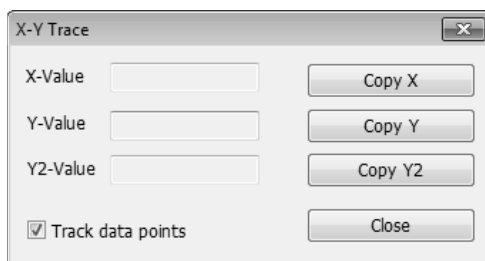 X-Y Trace
X-Value
Copy X
Y-Value
Copy Y
Y2-Value
Copy Y2
Track data points
Close